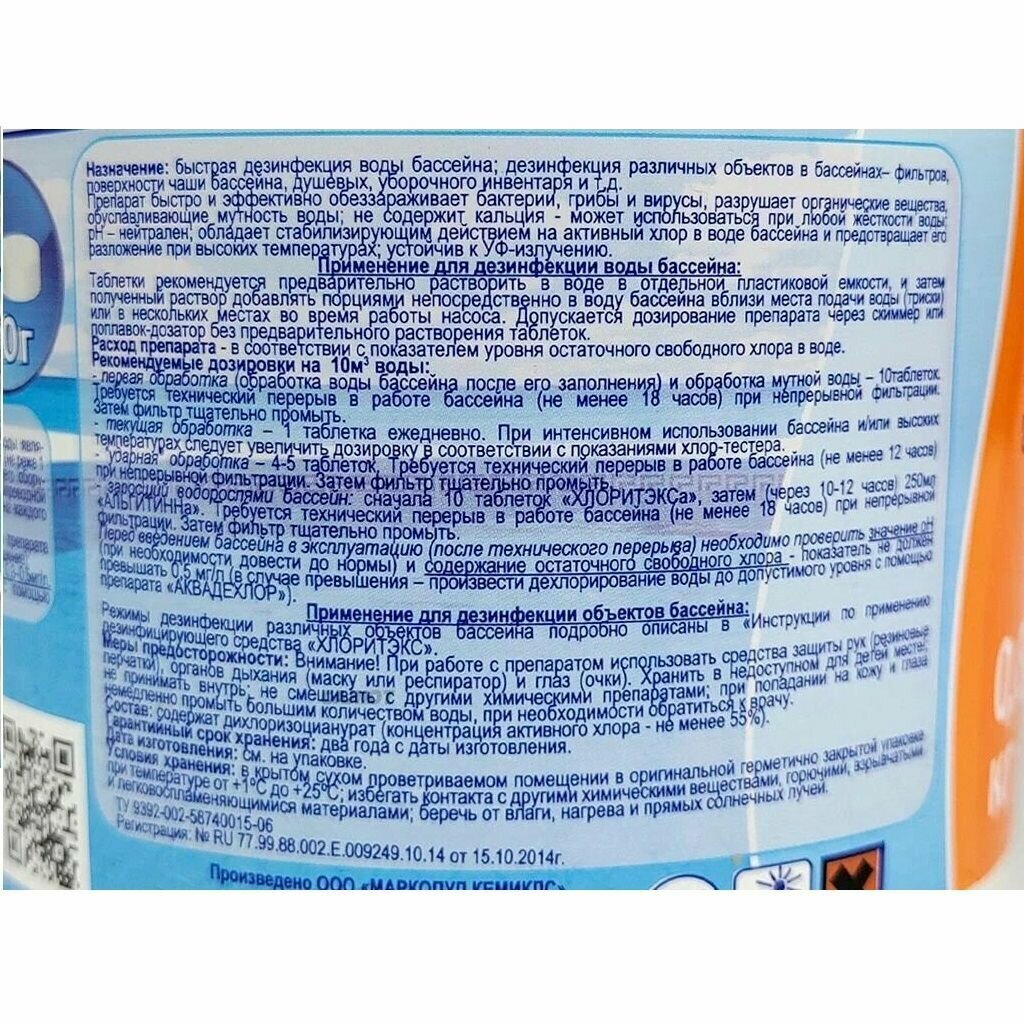 Назначение: быстрая дезинфекция воды бассейна; дезинфекция различных объектов в бассейнах– фильтров,
поверхности чаши бассейна, душевых, уборочного инвентаря и т.д.
Препарат быстро и эффективно обеззараживает бактерии, грибы и вирусы, разрушает органические вещества,
обуславливающие мутность воды; не содержит кальция - может использоваться при любой жёсткости воды;
pH – нейтрален; обладает стабилизирующим действием на активный хлор в воде бассейна и предотвращает его
разложение при высоких температурах; устойчив к УФ-излучению.
Применение для дезинфекции воды бассейна:
Таблетки рекомендуется предварительно растворить в воде в отдельной пластиковой емкости, и затем
полученный раствор добавлять порциями непосредственно в воду бассейна вблизи места подачи воды (триски)
или в нескольких местах во время работы насоса. Допускается дозирование препарата через скиммер или
поплавок-дозатор без предварительного растворения таблеток.
Расход препарата - в соответствии с показателем уровня остаточного свободного хлора в воде.
Рекомендуемые дозировки на 10м³ воды:
- первая обработка (обработка воды бассейна после его заполнения) и обработка мутной воды – 10таблеток.
Требуется технический перерыв в работе бассейна (не менее 18 часов) при непрерывной фильтрации.
Затем фильтр тщательно промыть.
- текущая обработка – 1 таблетка ежедневно. При интенсивном использовании бассейна и/или высоких
температурах следует увеличить дозировку в соответствии с показаниями хлор-тестера.
- "ударная" обработка – 4-5 таблеток. Требуется технический перерыв в работе бассейна (не менее 12 часов)
при непрерывной фильтрации. Затем фильтр тщательно промыть.
- заросший водорослями бассейн: сначала 10 таблеток «ХЛОРИТЭКСа», затем (через 10-12 часов) 250мл
«АЛЬГИТИННа». Требуется технический перерыв в работе бассейна (не менее 18 часов) при непрерывной
фильтрации. Затем фильтр тщательно промыть.
Перед введением бассейна в эксплуатацию (после технического перерыва) необходимо проверить значение pH
(при необходимости довести до нормы) и содержание остаточного свободного хлора - показатель не должен
превышать 0,5 мг/л (в случае превышения – произвести дехлорирование воды до допустимого уровня с помощью
препарата «АКВАДЕХЛОР»).
Применение для дезинфекции объектов бассейна:
Режимы дезинфекции различных объектов бассейна подробно описаны в «Инструкции по применению
дезинфицирующего средства «ХЛОРИТЭКС».
Меры предосторожности: Внимание! При работе с препаратом использовать средства защиты рук (резиновые
перчатки), органов дыхания (маску или респиратор) и глаз (очки). Хранить в недоступном для детей месте;
не принимать внутрь; не смешивать с другими химическими препаратами; при попадании на кожу и глаза
немедленно промыть большим количеством воды, при необходимости обратиться к врачу.
Состав: содержат дихлоризоцианурат (концентрация активного хлора - не менее 55%).
Гарантийный срок хранения: два года с даты изготовления.
Дата изготовления: см. на упаковке.
Условия хранения: в крытом сухом проветриваемом помещении в оригинальной герметично закрытой упаковке
при температуре от +1°С до +25°С; избегать контакта с другими химическими веществами, горючими, взрывчатыми
и легковоспламеняющимися материалами; беречь от влаги, нагрева и прямых солнечных лучей.
ТУ 9392-002-58740015-06
Регистрация: № RU 77.99.88.002.Е.009249.10.14 от 15.10.2014г.
Произведено ООО «МАРКОПУЛ КЕМИКЛС»